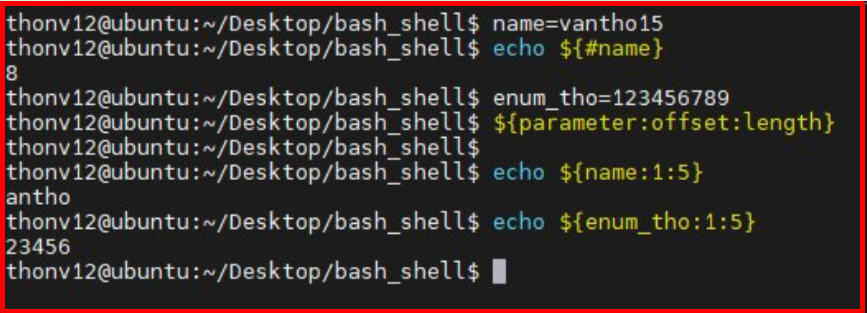 thonv12@ubuntu:~/Desktop/bash_shell$ name=vantho15
thonv12@ubuntu:~/Desktop/bash_shell$ echo ${#name}
8
thonv12@ubuntu:~/Desktop/bash_shell$ enum_tho=123456789
thonv12@ubuntu:~/Desktop/bash_shell$ ${parameter:offset:length}
thonv12@ubuntu:~/Desktop/bash_shell$
thonv12@ubuntu:~/Desktop/bash_shell$ echo ${name:1:5}
antho
thonv12@ubuntu:~/Desktop/bash_shell$ echo ${enum_tho:1:5}
23456
thonv12@ubuntu:~/Desktop/bash_shell$